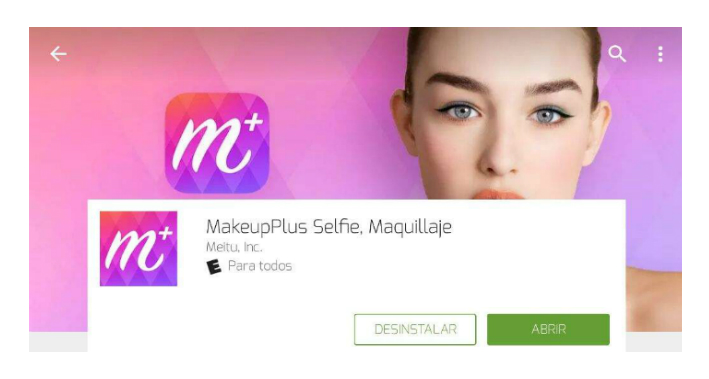 m+
MakeupPlus Selfie, Maquillaje
m+
Meitu, Inc.
E Para todos
DESINSTALAR ABRIR